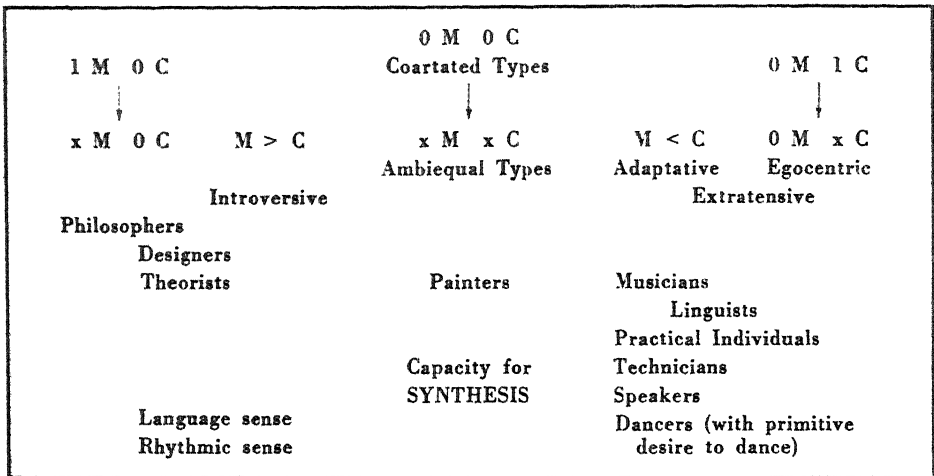 0 M 0 C
1 M 0 C Coartated Types 0 M 1 C
x M 0 C M > C x M x C M < C 0 M x C
Ambiequal Types Adaptative Egocentric
Introversive Extratensive
Philosophers
Designers
Theorists Painters Musicians
Linguists
Practical Individuals
Capacity for Technicians
SYNTHESIS Speakers
Language sense Dancers (with primitive
Rhythmic sense desire to dance)